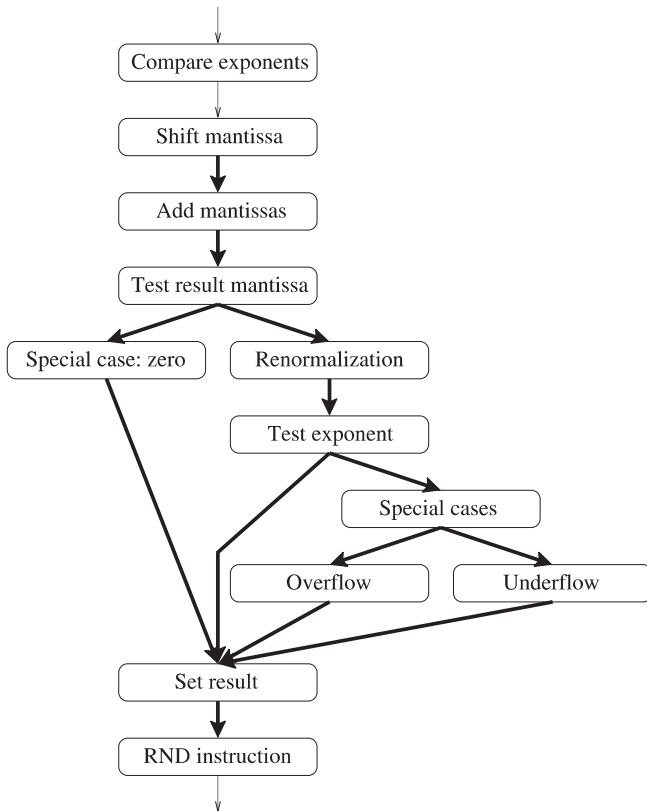 Compare exponents
Shift mantissa
Add mantissas
Test result mantissa
Special case: zero
Renormalization
Test exponent
Special cases
Overflow
Underflow
Set result
RND instruction